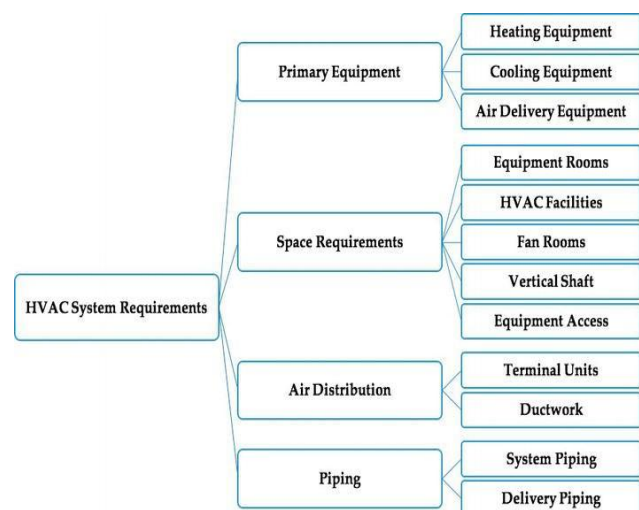 HVAC System Requirements
Primary Equipment
Heating Equipment
Cooling Equipment
Air Delivery Equipment
Space Requirements
Equipment Rooms
HVAC Facilities
Fan Rooms
Vertical Shaft
Equipment Access
Air Distribution
Terminal Units
Ductwork
Piping
System Piping
Delivery Piping